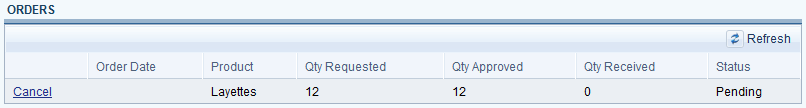 ORDERS
Refresh
Order Date Product Qty Requested Qty Approved Qty Received Status
Cancel Layettes 12 12 0 Pending